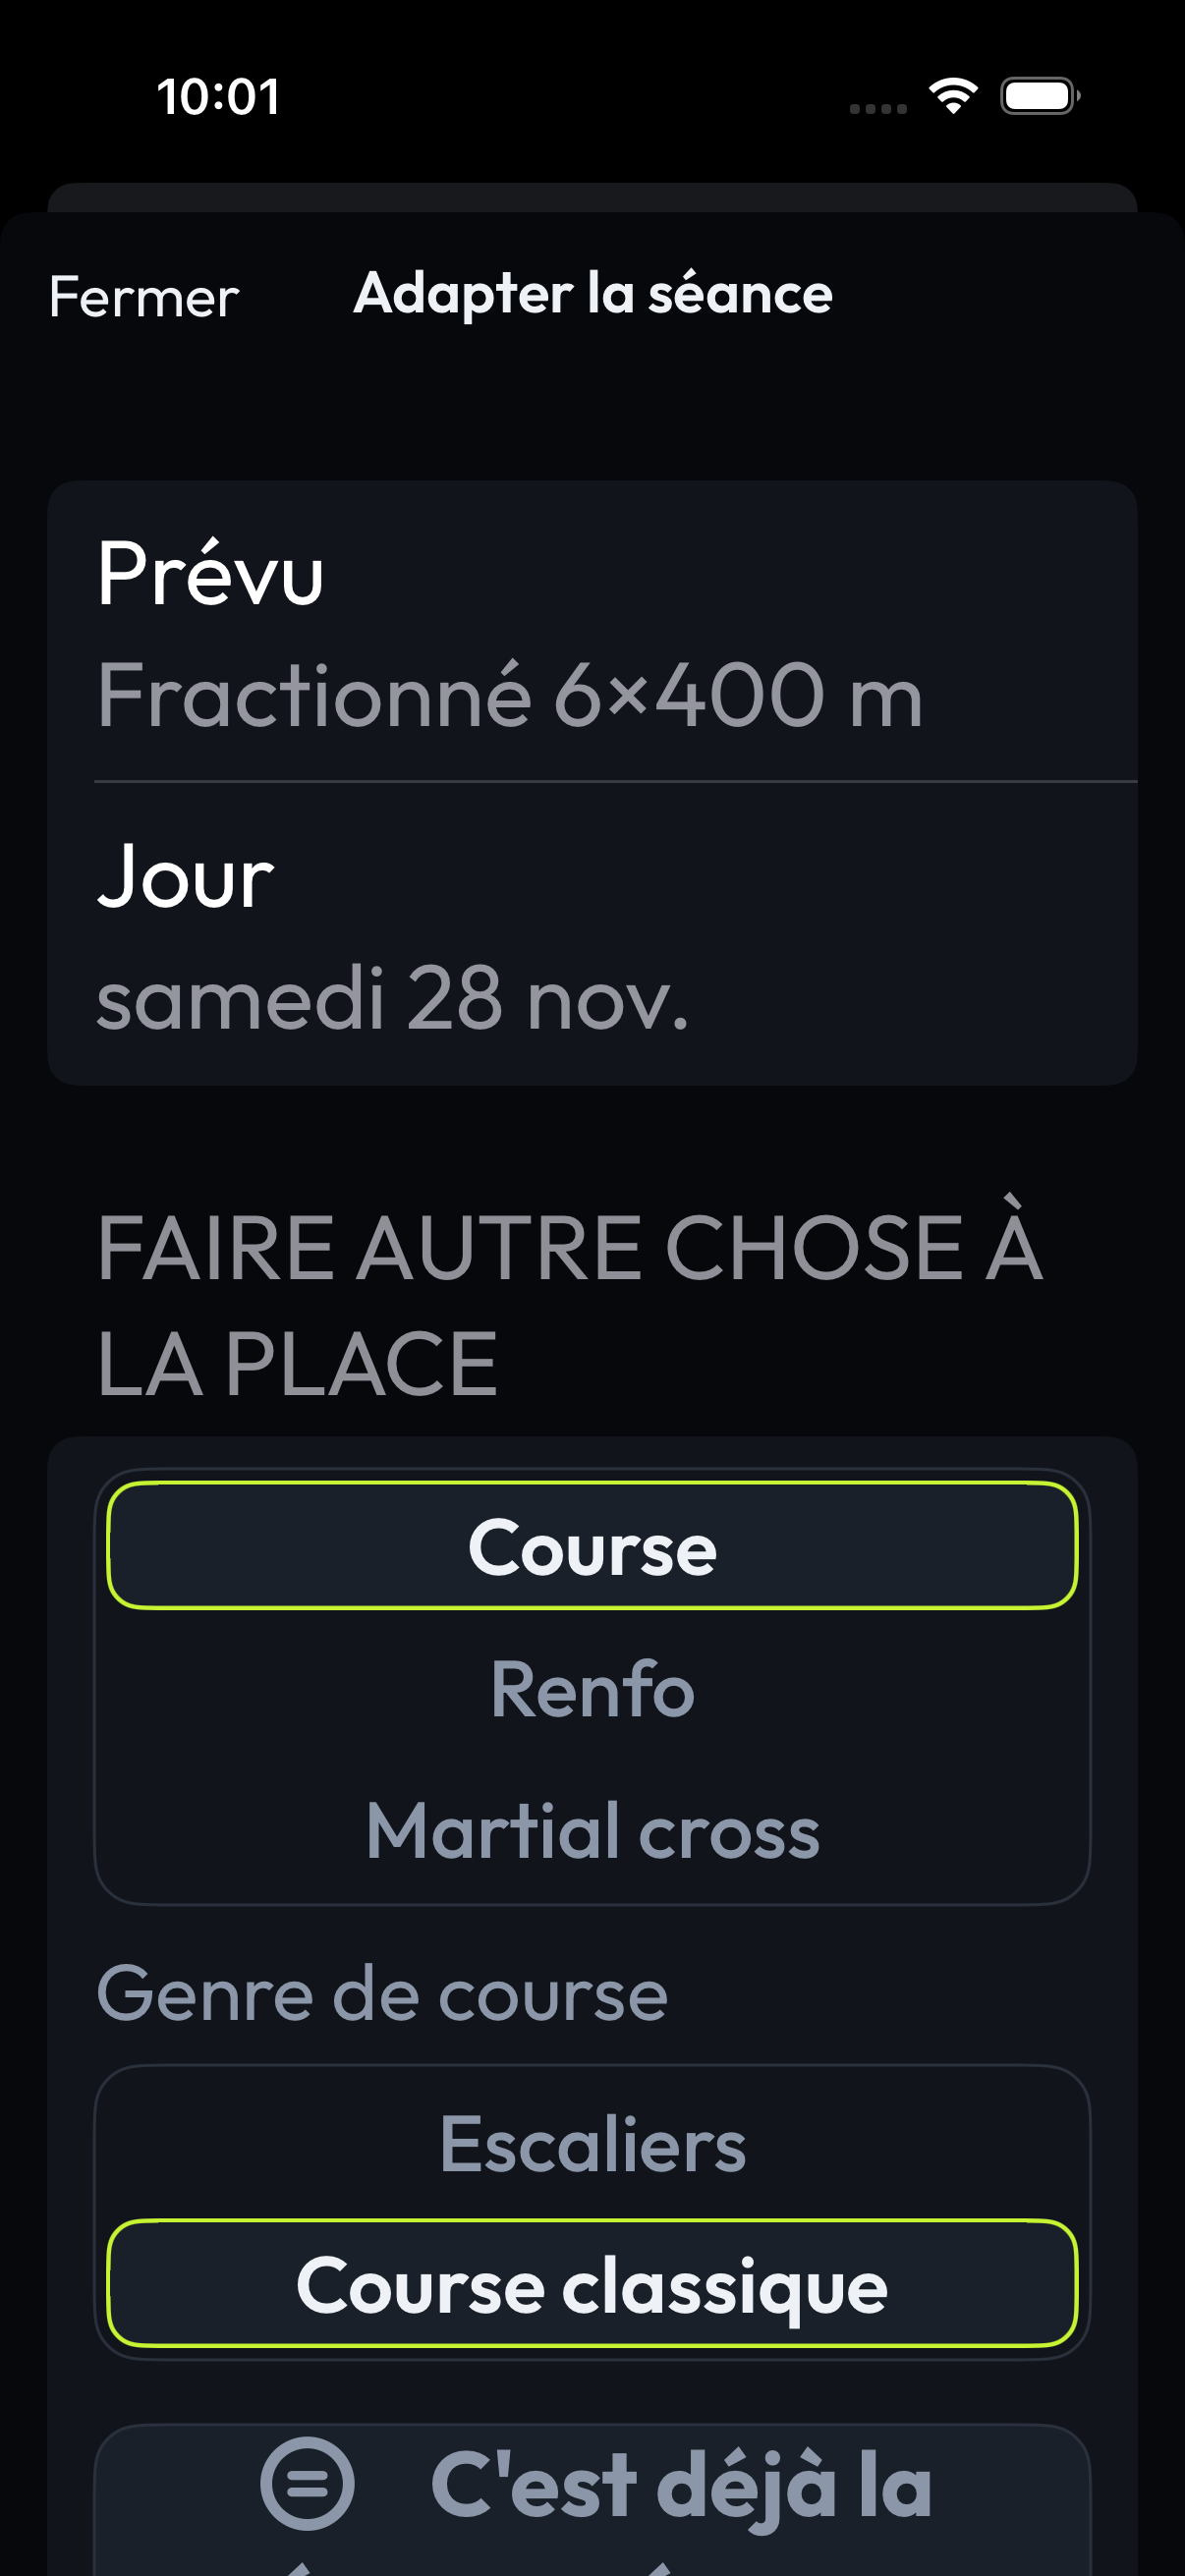 10:01
Fermer
Adapter la séance
Prévu
Fractionné 6×400 m
Jour
samedi 28 nov.
FAIRE AUTRE CHOSE À
LA PLACE
Course
Renfo
Martial cross
Genre de course
Escaliers
Course classique
C'est déjà la